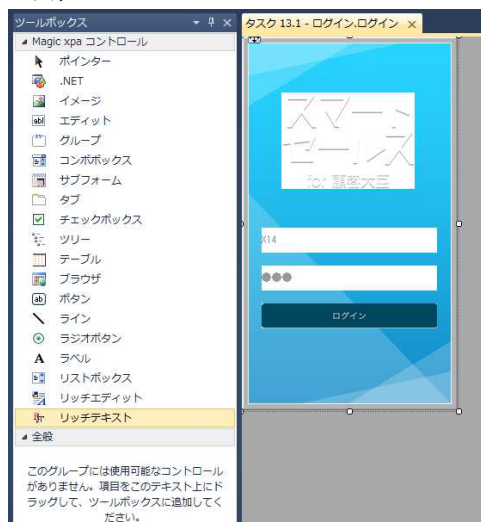 ツールボックス
タスク 13.1 - ログイン.ログイン
Magic xpa コントロール
ポインター
.NET
イメージ
エディット
グループ
コンボボックス
サブフォーム
タブ
チェックボックス
ツリー
テーブル
ブラウザ
ボタン
ライン
ラジオボタン
ラベル
リストボックス
リッチエディット
リッチテキスト
全般
このグループには使用可能なコントロール
がありません。項目をこのテキスト上にド
ラッグして、ツールボックスに追加してく
ださい。
スマート
セールス
for 顧客大臣
X14
ログイン